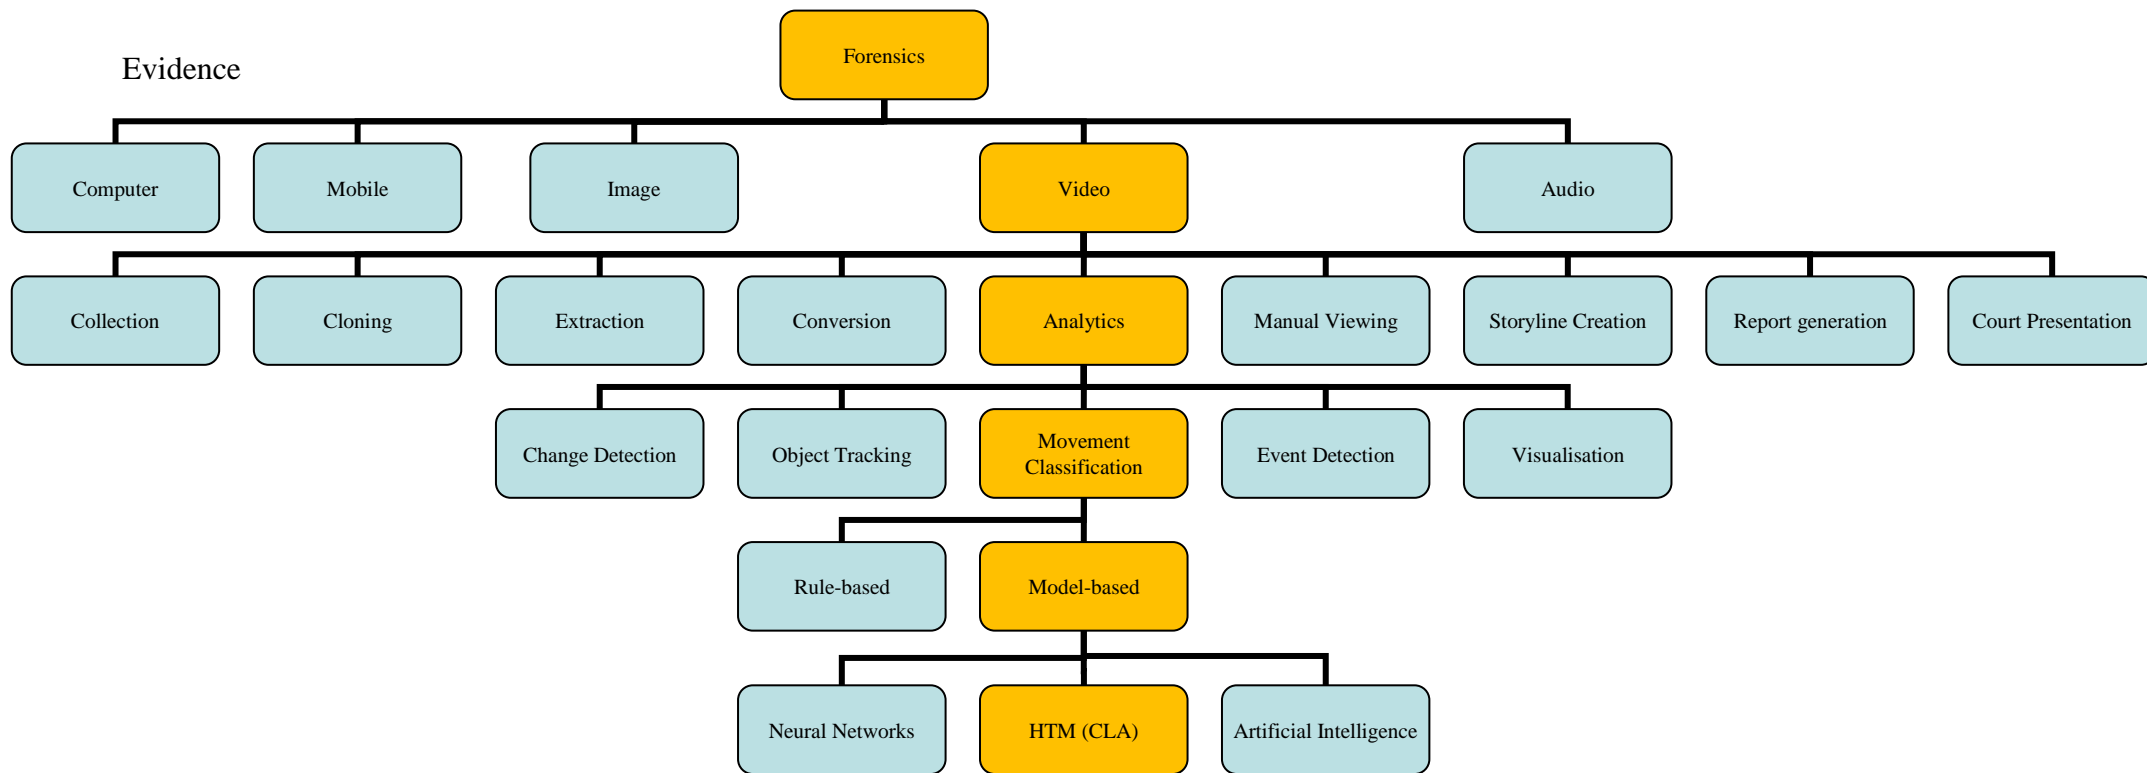 Forensics
Evidence
Computer
Mobile
Image
Video
Audio
Collection
Cloning
Extraction
Conversion
Analytics
Manual Viewing
Storyline Creation
Report generation
Court Presentation
Change Detection
Object Tracking
Movement
Classification
Event Detection
Visualisation
Rule-based
Model-based
Neural Networks
HTM (CLA)
Artificial Intelligence